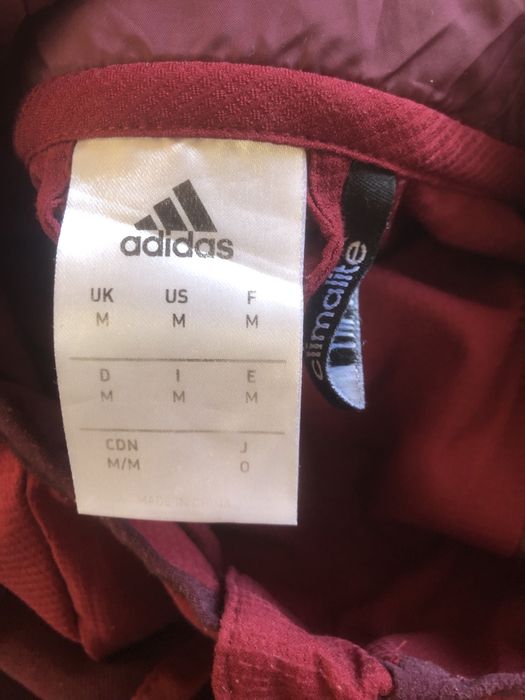 adidas
UK US F
M M M
D I E
M M M
CDN J
M/M O
MADE IN CHINA
climalite